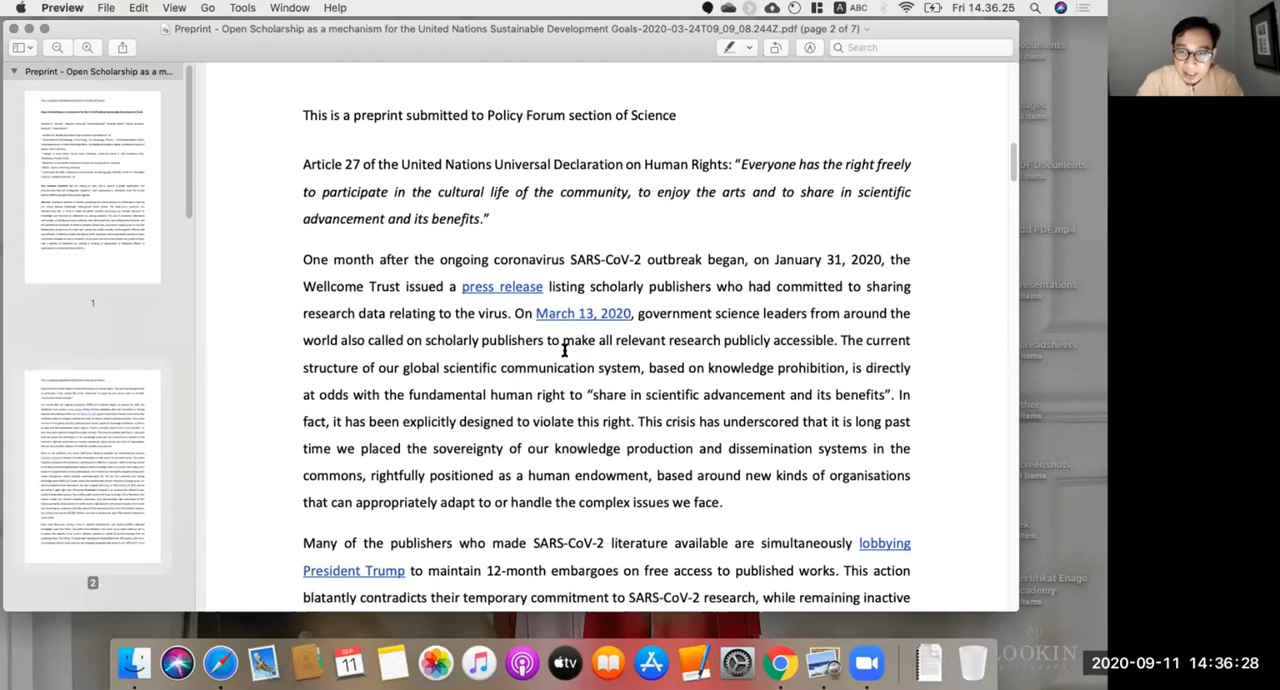 Preview File Edit View Go Tools Window Help ABC Fri 14.36.25
Preprint - Open Scholarship as a mechanism for the United Nations Sustainable Development Goals-2020-03-24T09_09_08.244Z.pdf (page 2 of 7)
Search
Preprint - Open Scholarship as a m...
1
2
This is a preprint submitted to Policy Forum section of Science
Article 27 of the United Nations Universal Declaration on Human Rights: “Everyone has the right freely
to participate in the cultural life of the community, to enjoy the arts and to share in scientific
advancement and its benefits.”
One month after the ongoing coronavirus SARS-CoV-2 outbreak began, on January 31, 2020, the
Wellcome Trust issued a press release listing scholarly publishers who had committed to sharing
research data relating to the virus. On March 13, 2020, government science leaders from around the
world also called on scholarly publishers to make all relevant research publicly accessible. The current
structure of our global scientific communication system, based on knowledge prohibition, is directly
at odds with the fundamental human right to “share in scientific advancement and its benefits”. In
fact, it has been explicitly designed to violate this right. This crisis has underscored that it is long past
time we placed the sovereignty of our knowledge production and dissemination systems in the
commons, rightfully positioned as a shared endowment, based around new kinds of organisations
that can appropriately adapt to handle the complex issues we face.
Many of the publishers who made SARS-CoV-2 literature available are simultaneously lobbying
President Trump to maintain 12-month embargoes on free access to published works. This action
blatantly contradicts their temporary commitment to SARS-CoV-2 research, while remaining inactive
PDF Documents
dd PDF.mp4
ertifikat Enago
cademy
SEP
11
tv
LOOKIN
2020-09-11 14:36:28